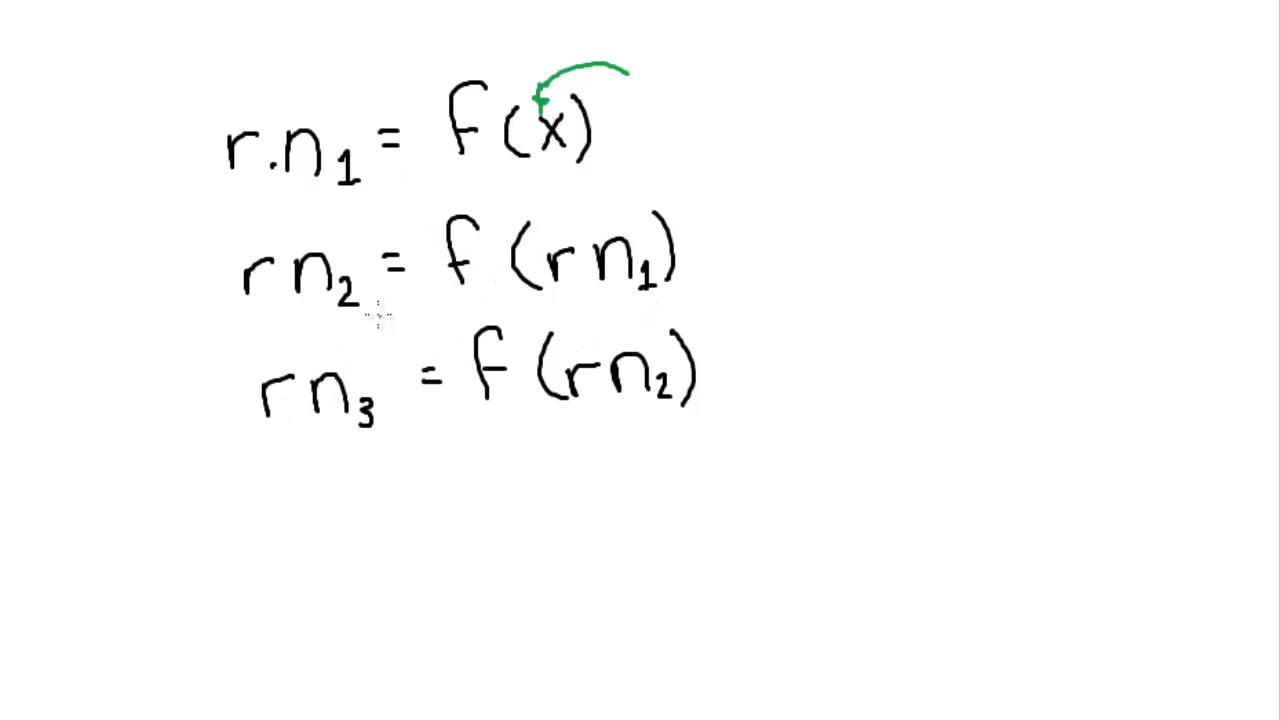 r.n₁ = f(x)
rn₂ = f(rn₁)
rn₃ = f(rn₂)